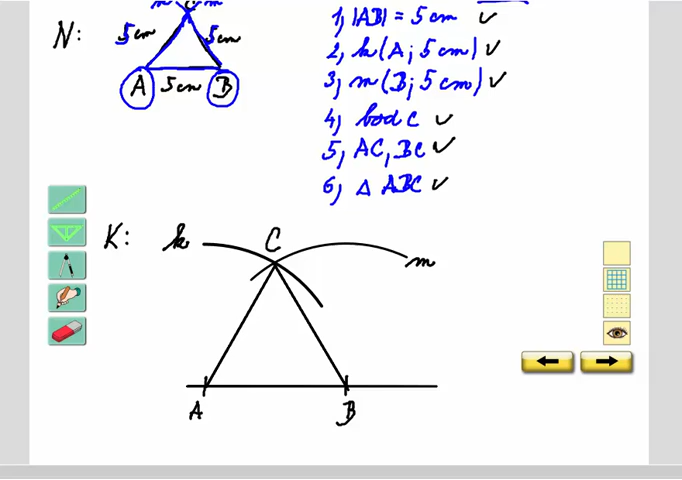 m C m
N: 5cm 5cm
A 5cm B
1, |AB| = 5 cm ✓
2, k(A; 5 cm) ✓
3, m(B; 5 cm) ✓
4, bod C ✓
5, AC, BC ✓
6, △ ABC ✓
K: k C
m
A B